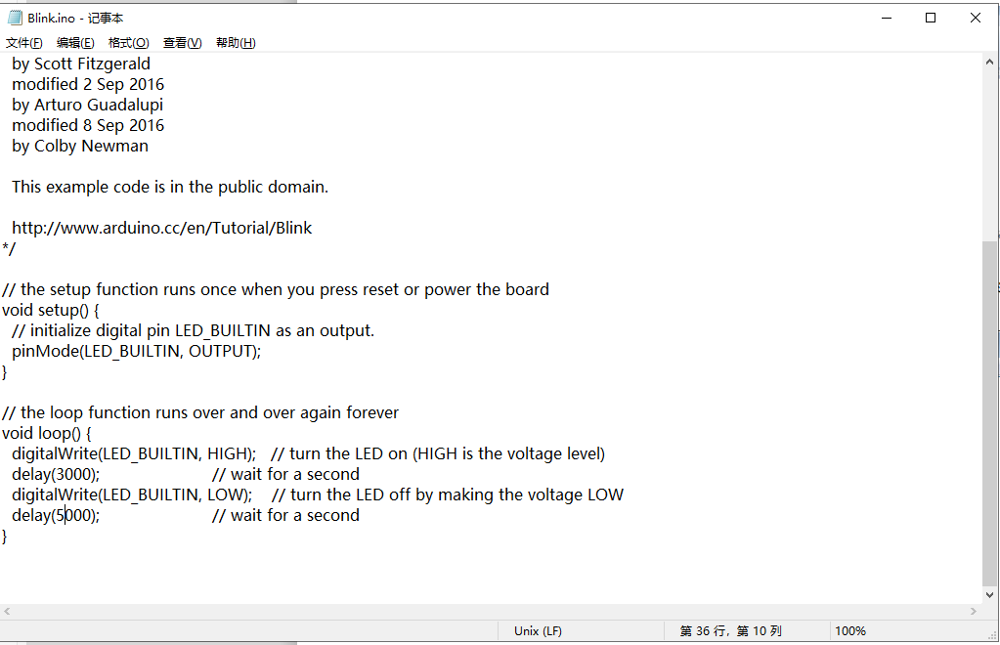 Blink.ino - 记事本
文件(F) 编辑(E) 格式(O) 查看(V) 帮助(H)
by Scott Fitzgerald
modified 2 Sep 2016
by Arturo Guadalupi
modified 8 Sep 2016
by Colby Newman
This example code is in the public domain.
http://www.arduino.cc/en/Tutorial/Blink
*/
// the setup function runs once when you press reset or power the board
void setup() {
// initialize digital pin LED_BUILTIN as an output.
pinMode(LED_BUILTIN, OUTPUT);
}
// the loop function runs over and over again forever
void loop() {
digitalWrite(LED_BUILTIN, HIGH);   // turn the LED on (HIGH is the voltage level)
delay(3000);                       // wait for a second
digitalWrite(LED_BUILTIN, LOW);    // turn the LED off by making the voltage LOW
delay(5000);                       // wait for a second
}
Unix (LF) 第 36 行，第 10 列 100%